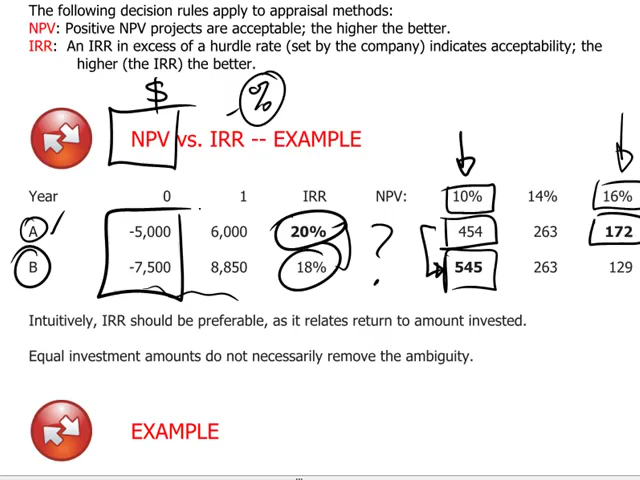 The following decision rules apply to appraisal methods:
NPV: Positive NPV projects are acceptable; the higher the better.
IRR: An IRR in excess of a hurdle rate (set by the company) indicates acceptability; the
higher (the IRR) the better.
$ %
NPV vs. IRR -- EXAMPLE
Year 0 1 IRR NPV: 10% 14% 16%
A -5,000 6,000 20% 454 263 172
B -7,500 8,850 18% 545 263 129
?
Intuitively, IRR should be preferable, as it relates return to amount invested.
Equal investment amounts do not necessarily remove the ambiguity.
EXAMPLE